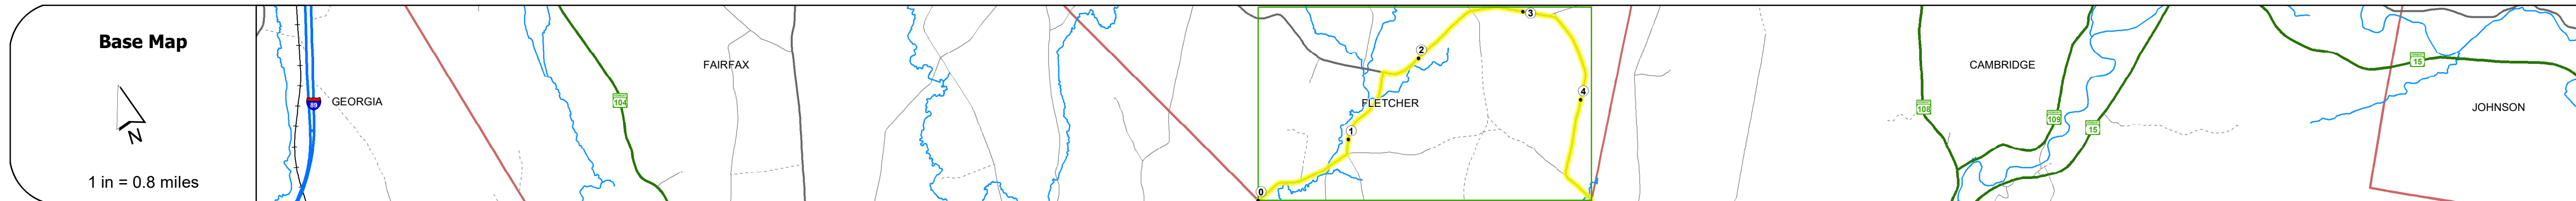 Base Map
N
1 in = 0.8 miles
89
GEORGIA
104
FAIRFAX
0
1
FLETCHER
2
3
4
108
CAMBRIDGE
109
15
15
JOHNSON